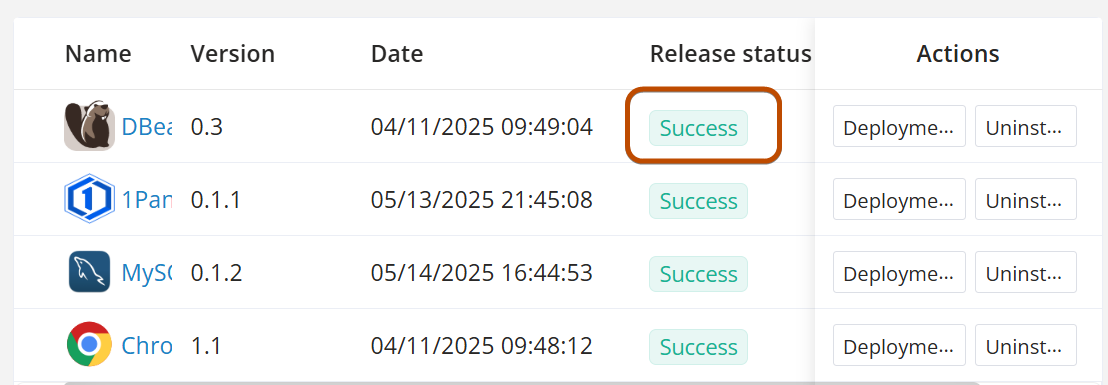 Name Version Date Release status Actions
DBea 0.3 04/11/2025 09:49:04 Success Deployme... Uninst...
1Pan 0.1.1 05/13/2025 21:45:08 Success Deployme... Uninst...
MySQ 0.1.2 05/14/2025 16:44:53 Success Deployme... Uninst...
Chro 1.1 04/11/2025 09:48:12 Success Deployme... Uninst...